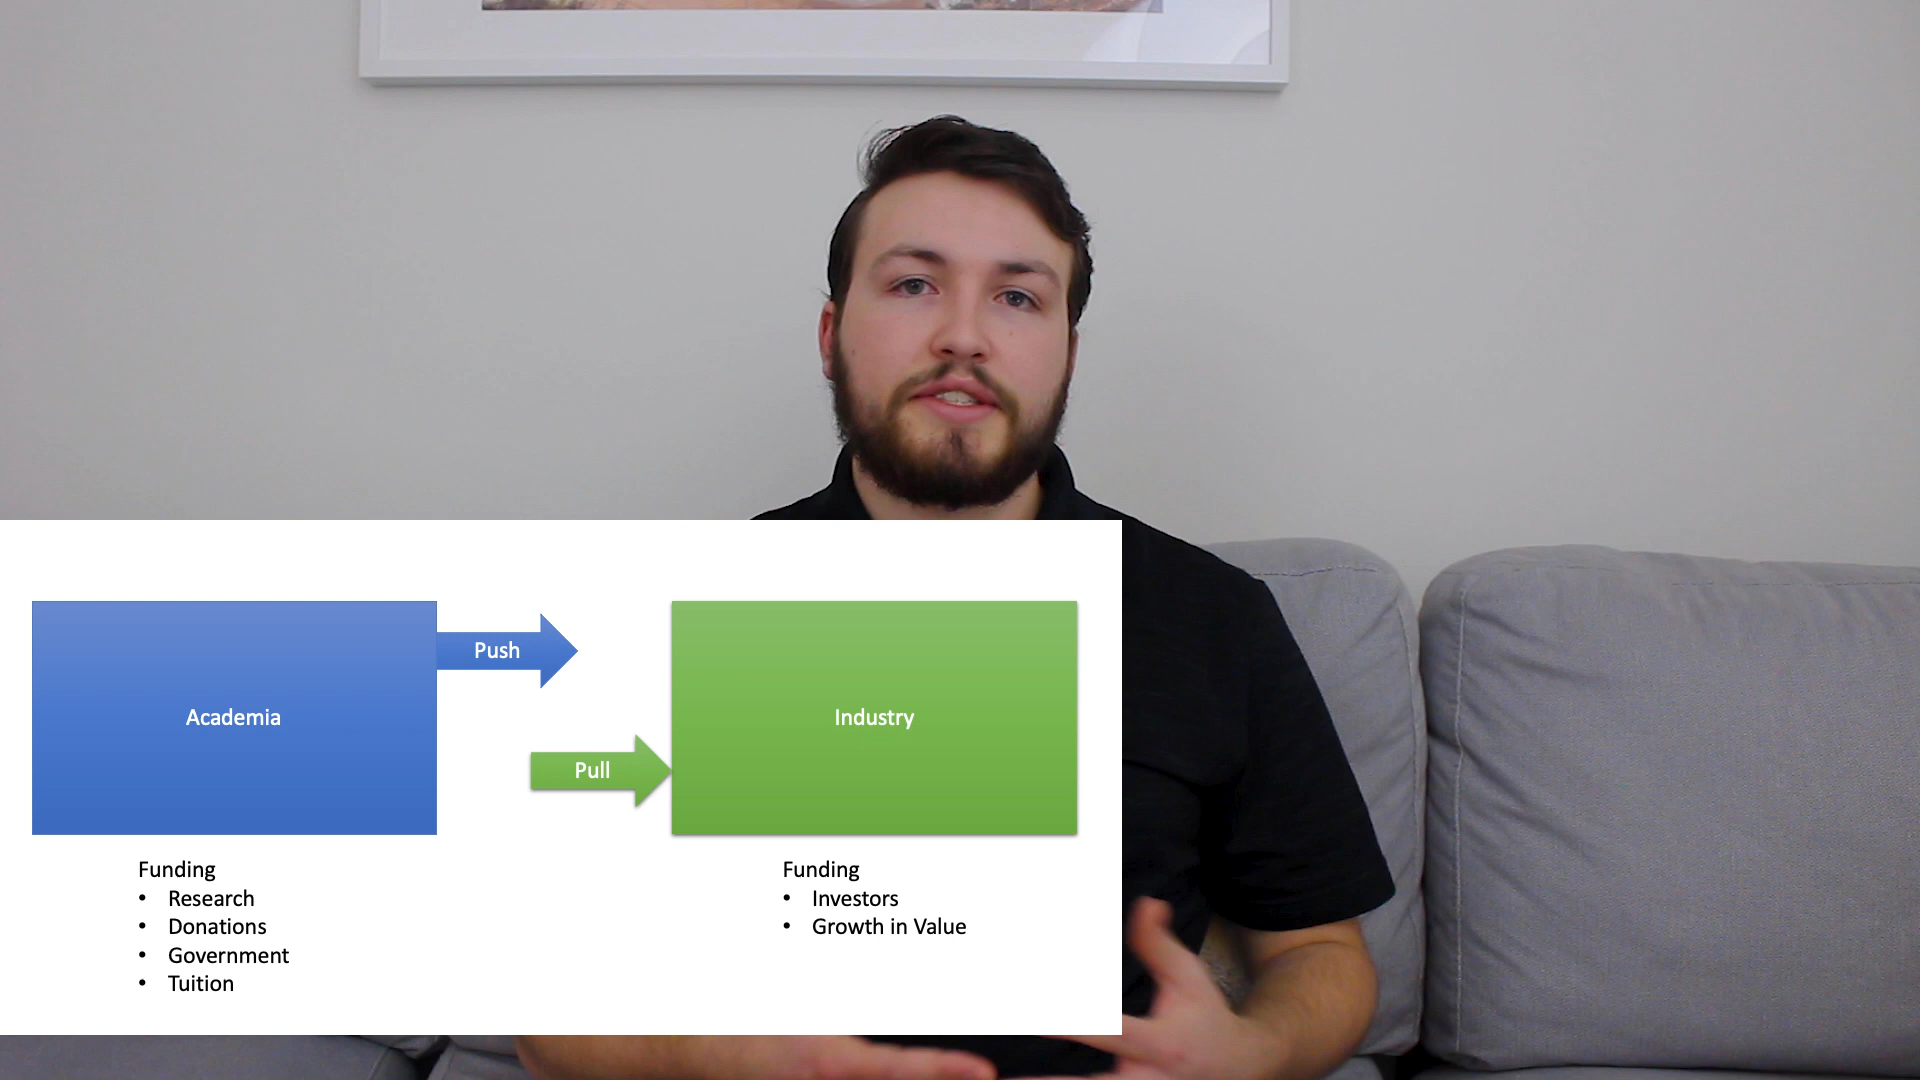 Push
Academia
Industry
Pull
Funding
• Research
• Donations
• Government
• Tuition
Funding
• Investors
• Growth in Value